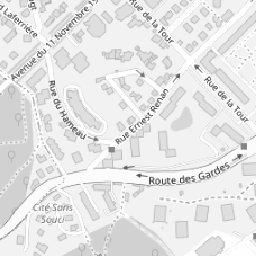 Laferrière
Avenue du 11 Novembre 1
Rue de la Tour
Rue du Hameau
Rue Ernest Renan
Rue de la Tour
Route des Gardes
Cité Sans
Souci